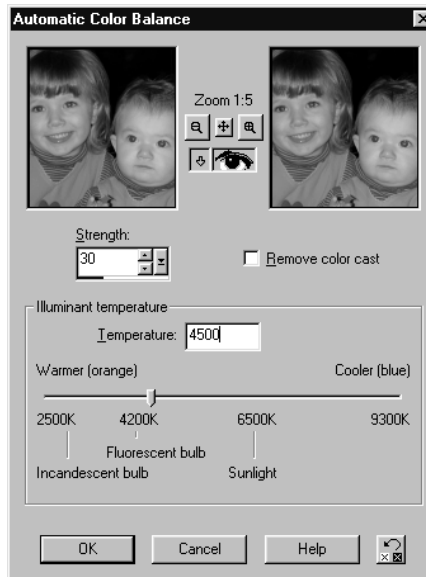 Automatic Color Balance
Zoom 1:5
Strength:
30
Remove color cast
Illuminant temperature
Temperature: 4500
Warmer (orange) Cooler (blue)
2500K 4200K 6500K 9300K
Fluorescent bulb
Incandescent bulb Sunlight
OK Cancel Help